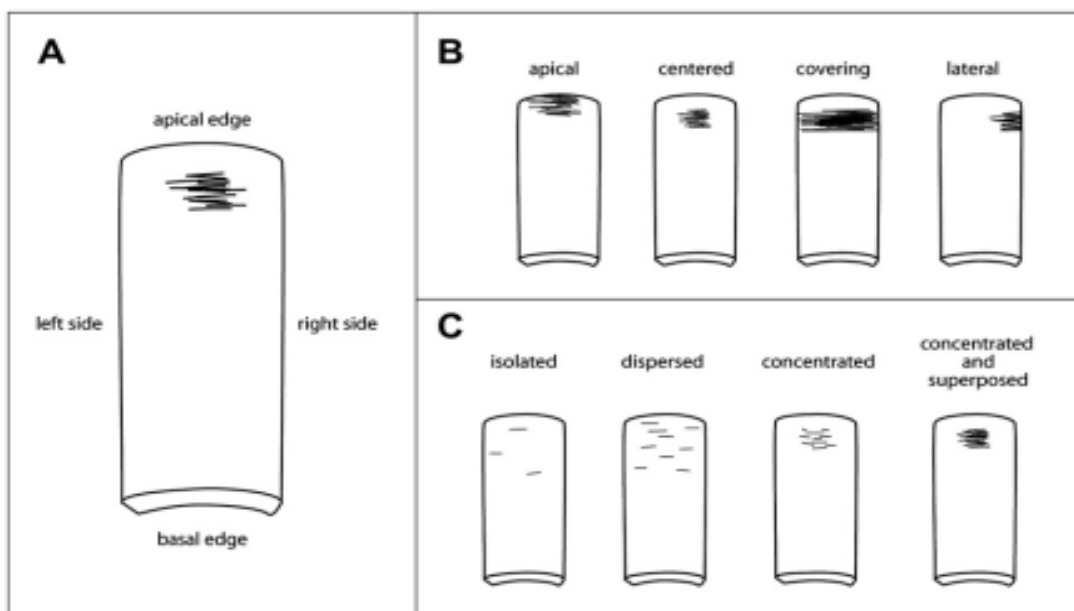 A
apical edge
left side
right side
basal edge
B
apical
centered
covering
lateral
C
isolated
dispersed
concentrated
concentrated
and
superposed